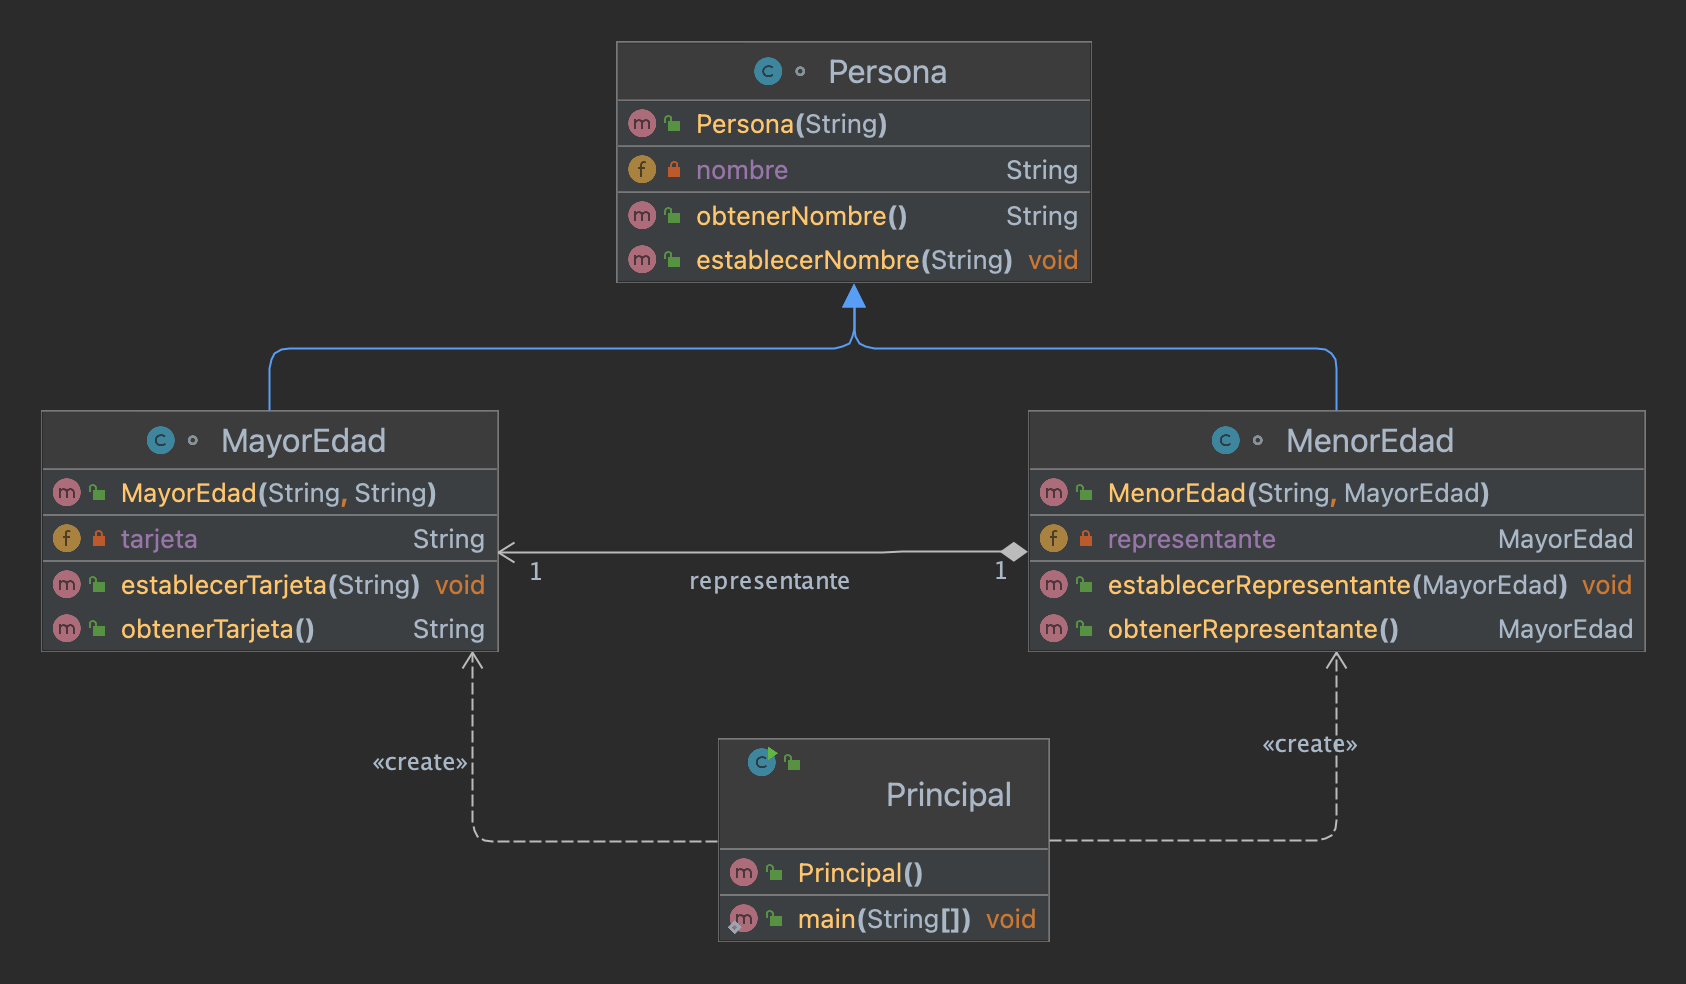 Persona
Persona(String)
nombre String
obtenerNombre() String
establecerNombre(String) void
MayorEdad
MayorEdad(String, String)
tarjeta String
establecerTarjeta(String) void
obtenerTarjeta() String
1 representante 1
MenorEdad
MenorEdad(String, MayorEdad)
representante MayorEdad
establecerRepresentante(MayorEdad) void
obtenerRepresentante() MayorEdad
«create»
«create»
Principal
Principal()
main(String[]) void